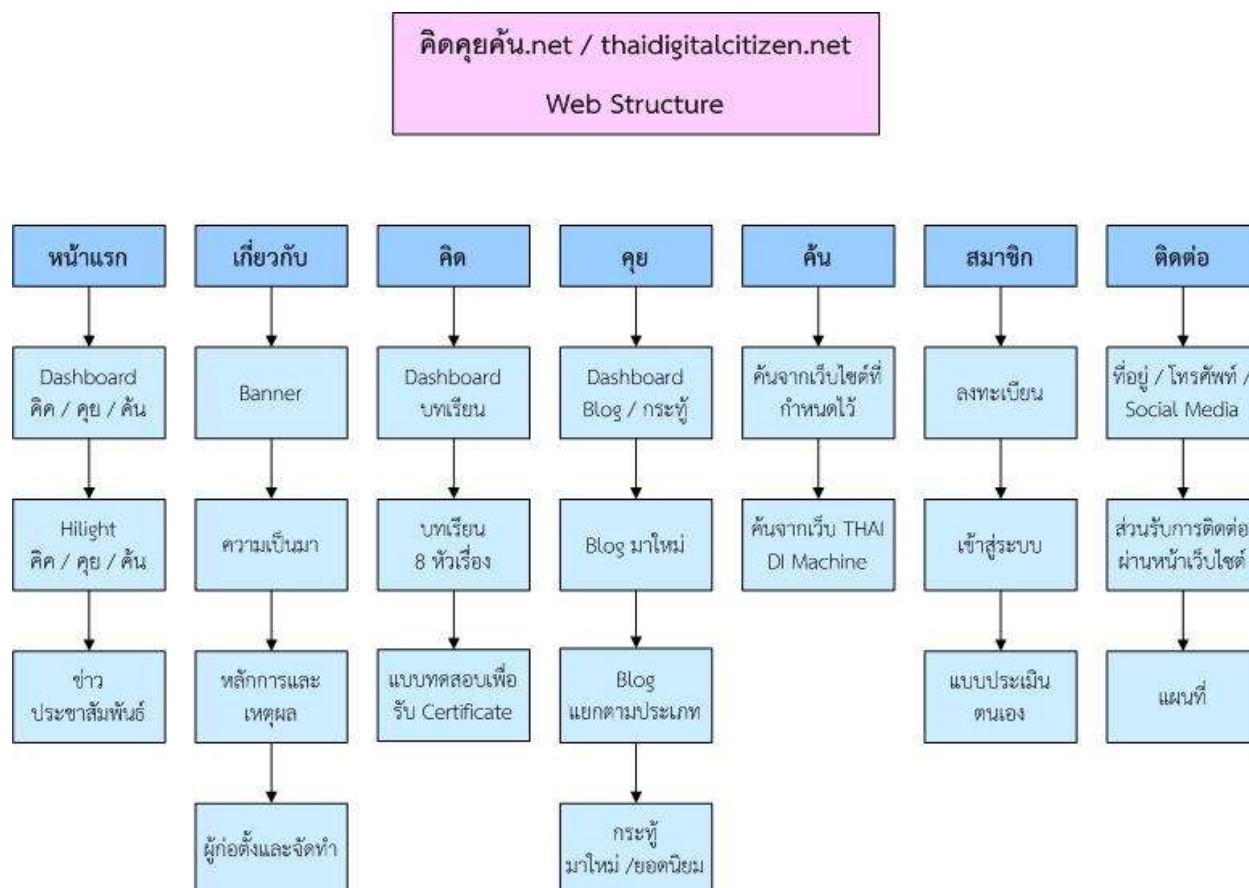 คิดคุยค้น.net / thaidigitalcitizen.net
Web Structure
หน้าแรก
เกี่ยวกับ
คิด
คุย
ค้น
สมาชิก
ติดต่อ
Dashboard
คิด / คุย / ค้น
Banner
Dashboard
บทเรียน
Dashboard
Blog / กระทู้
ค้นจากเว็บไซต์ที่
กำหนดไว้
ลงทะเบียน
ที่อยู่ / โทรศัพท์ /
Social Media
Hilight
คิด / คุย / ค้น
ความเป็นมา
บทเรียน
8 หัวเรื่อง
Blog มาใหม่
ค้นจากเว็บ THAI
DI Machine
เข้าสู่ระบบ
ส่วนรับการติดต่อ
ผ่านหน้าเว็บไซต์
ข่าว
ประชาสัมพันธ์
หลักการและ
เหตุผล
แบบทดสอบเพื่อ
รับ Certificate
Blog
แยกตามประเภท
แบบประเมิน
ตนเอง
แผนที่
ผู้ก่อตั้งและจัดทำ
กระทู้
มาใหม่ /ยอดนิยม